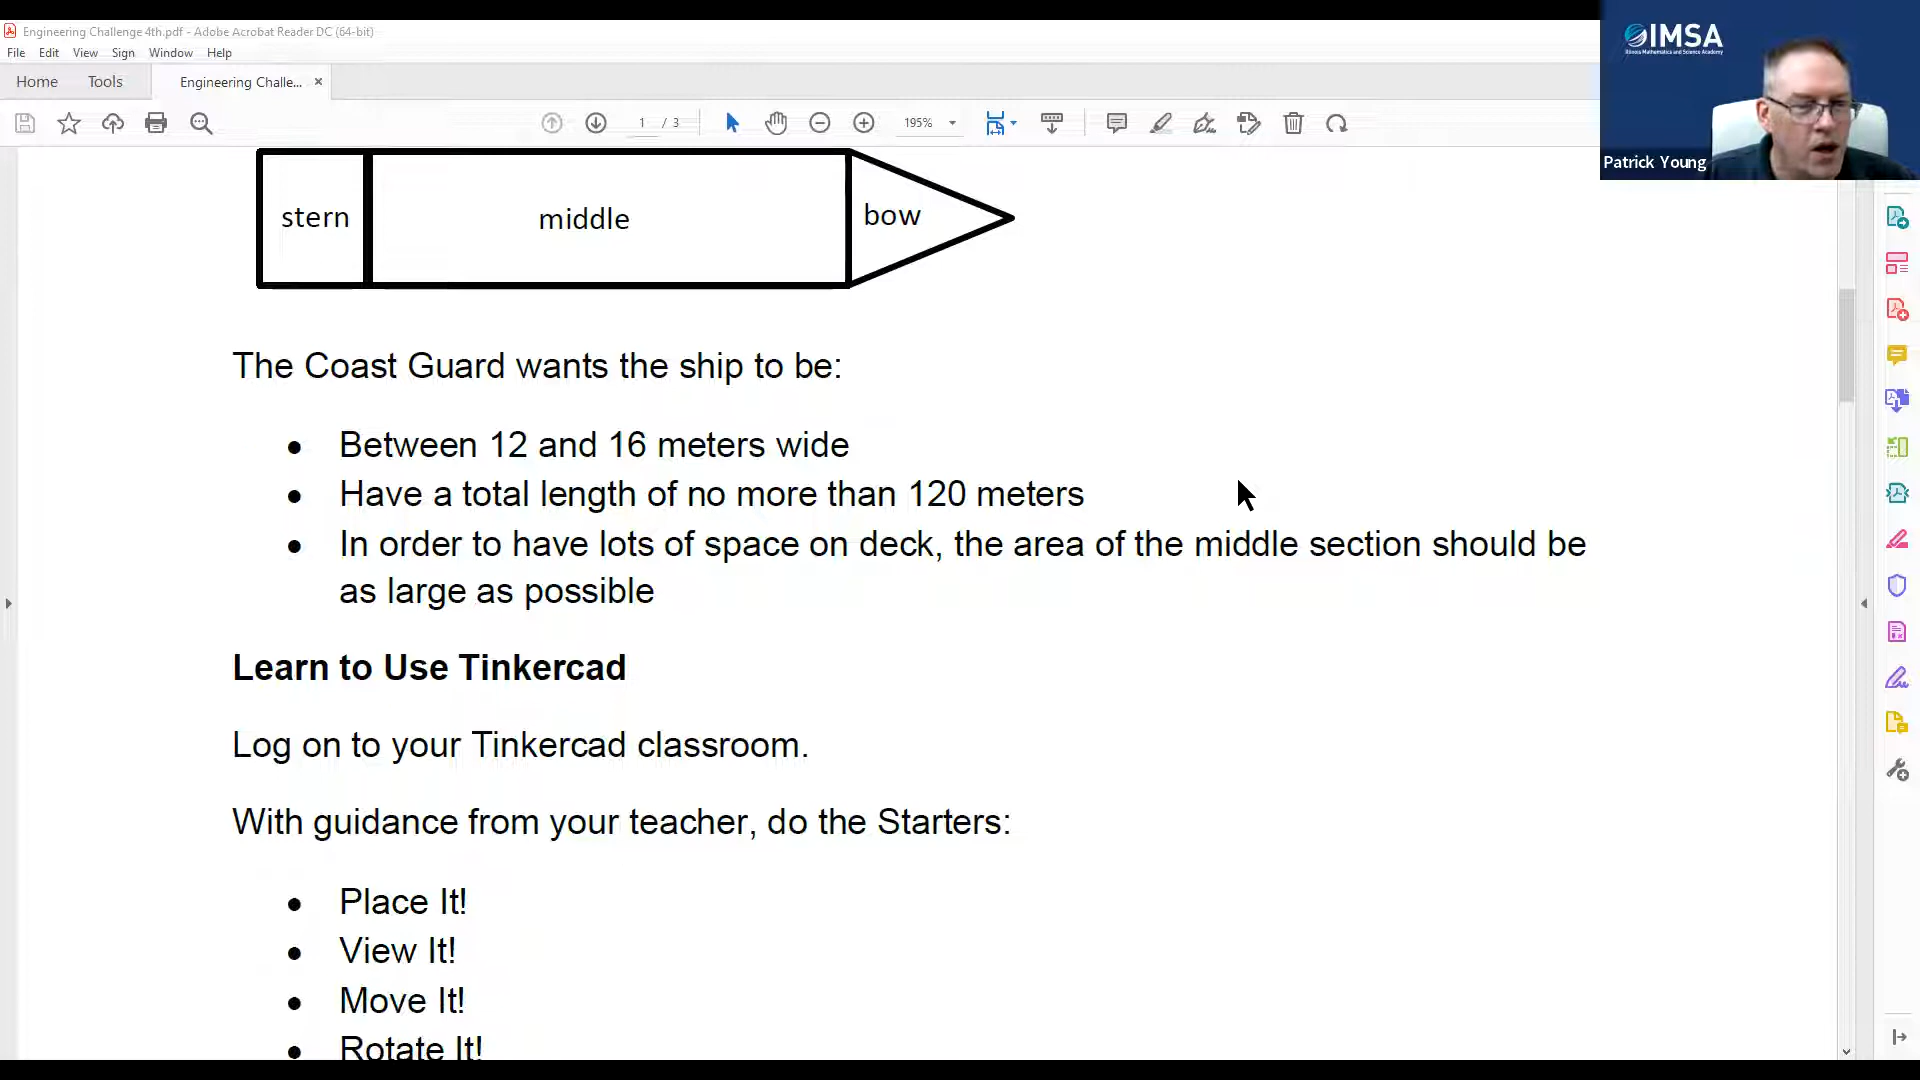 Engineering Challenge 4th.pdf - Adobe Acrobat Reader DC (64-bit)
File Edit View Sign Window Help
Home Tools Engineering Challe... ×
1 / 3 195%
IMSA
Illinois Mathematics and Science Academy
Patrick Young
stern middle bow
The Coast Guard wants the ship to be:
• Between 12 and 16 meters wide
• Have a total length of no more than 120 meters
• In order to have lots of space on deck, the area of the middle section should be
as large as possible
Learn to Use Tinkercad
Log on to your Tinkercad classroom.
With guidance from your teacher, do the Starters:
• Place It!
• View It!
• Move It!
• Rotate It!